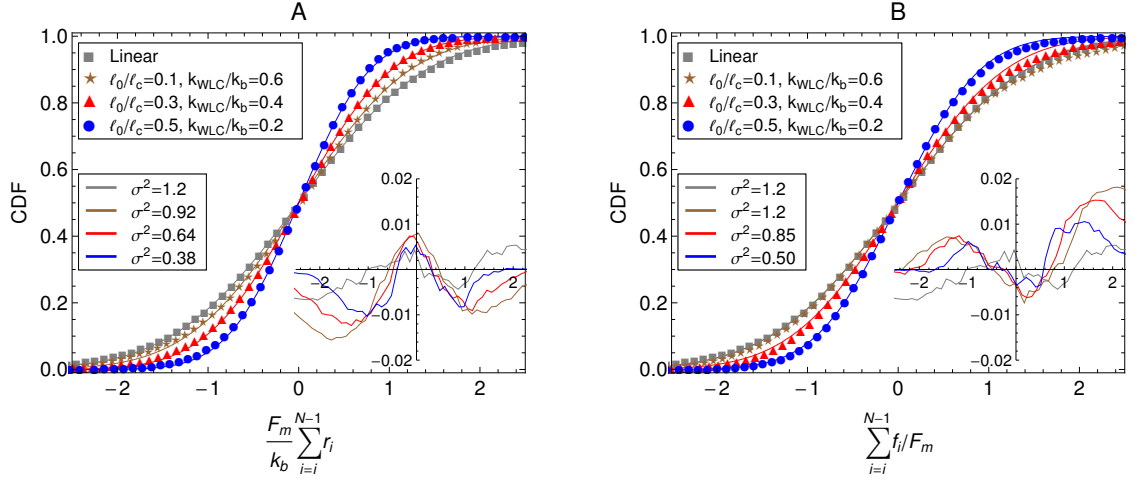 A
CDF
1.0
0.8
0.6
0.4
0.2
0.0
Linear
ℓ0/ℓc=0.1, kWLC/kb=0.6
ℓ0/ℓc=0.3, kWLC/kb=0.4
ℓ0/ℓc=0.5, kWLC/kb=0.2
σ²=1.2
σ²=0.92
σ²=0.64
σ²=0.38
0.02
0.01
−2 −1 1 2
−0.01
−0.02
−2 −1 0 1 2
F_m/k_b ∑_{i=i}^{N−1} r_i
B
CDF
1.0
0.8
0.6
0.4
0.2
0.0
Linear
ℓ0/ℓc=0.1, kWLC/kb=0.6
ℓ0/ℓc=0.3, kWLC/kb=0.4
ℓ0/ℓc=0.5, kWLC/kb=0.2
σ²=1.2
σ²=1.2
σ²=0.85
σ²=0.50
0.02
0.01
−2 −1 1 2
−0.01
−0.02
−2 −1 0 1 2
∑_{i=i}^{N−1} f_i/F_m